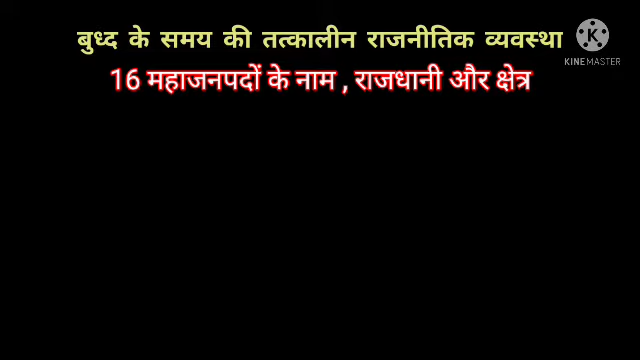 बुध्द के समय की तत्कालीन राजनीतिक व्यवस्था
16 महाजनपदों के नाम , राजधानी और क्षेत्र
K
KINEMASTER